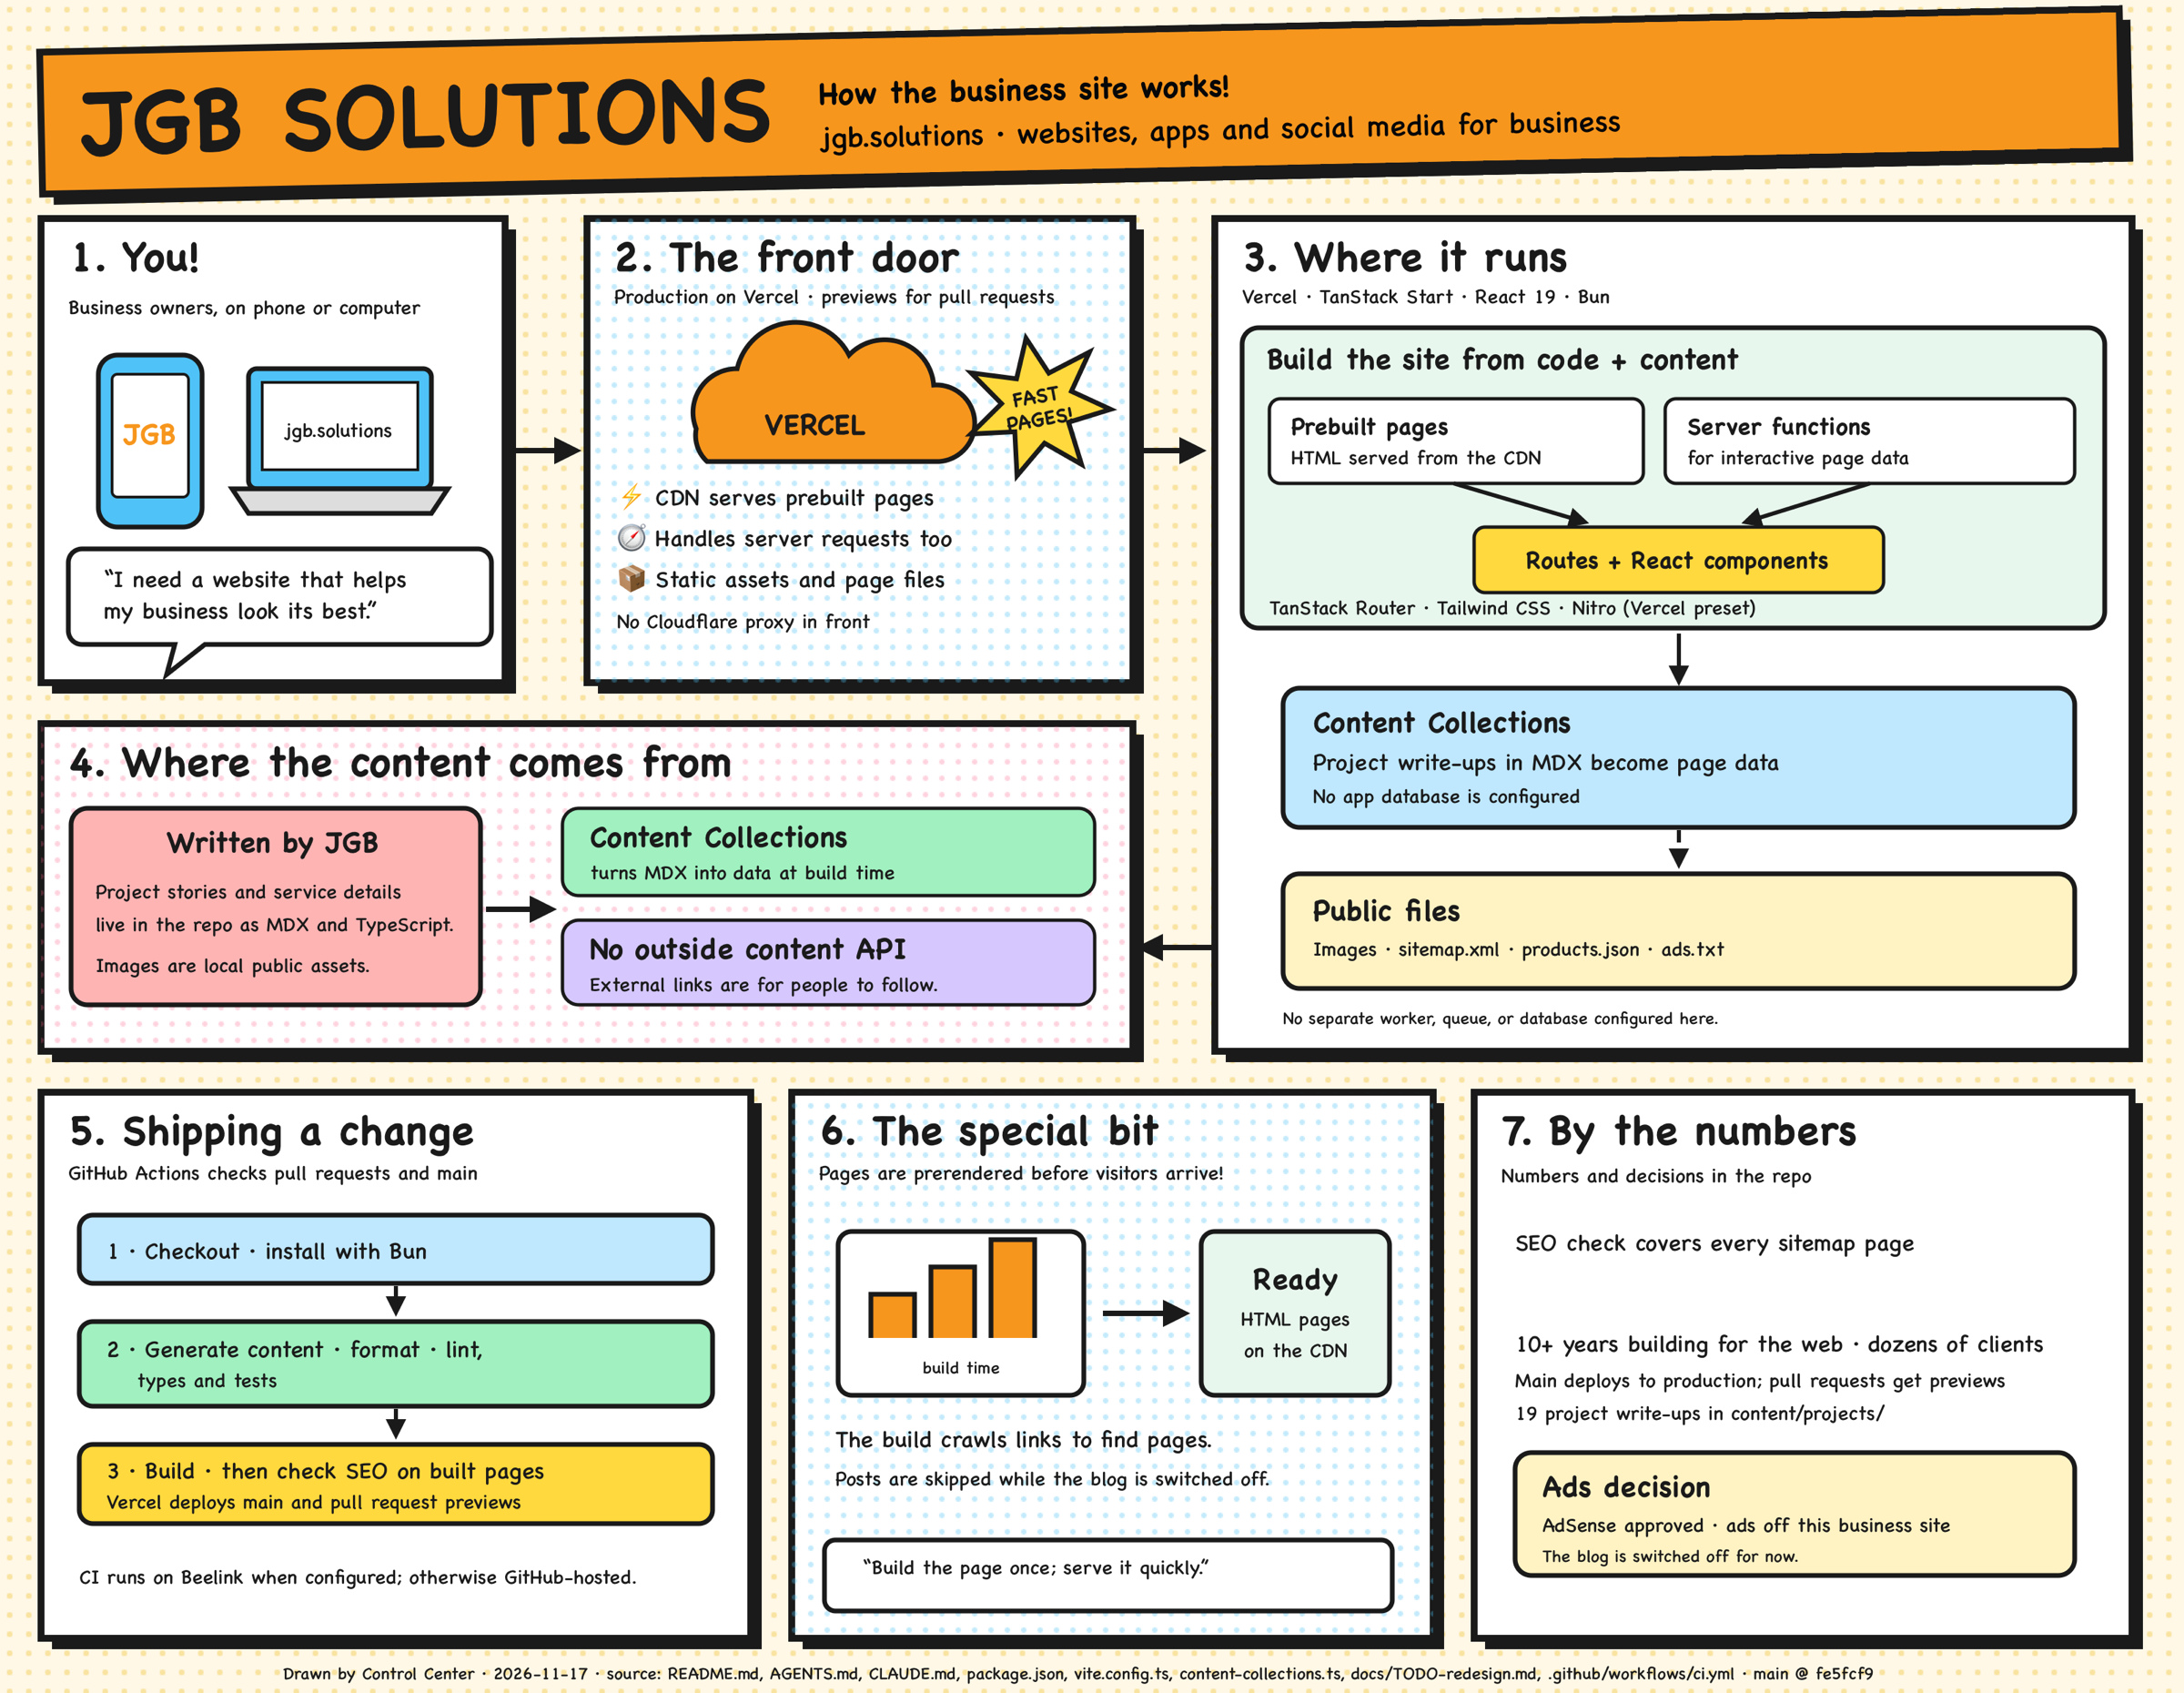 JGB SOLUTIONS
How the business site works!
jgb.solutions · websites, apps and social media for business
1. You!
Business owners, on phone or computer
JGB
jgb.solutions
“I need a website that helps
my business look its best.”
2. The front door
Production on Vercel · previews for pull requests
VERCEL
FAST
PAGES!
⚡ CDN serves prebuilt pages
🧭 Handles server requests too
📦 Static assets and page files
No Cloudflare proxy in front
3. Where it runs
Vercel · TanStack Start · React 19 · Bun
Build the site from code + content
Prebuilt pages
HTML served from the CDN
Server functions
for interactive page data
Routes + React components
TanStack Router · Tailwind CSS · Nitro (Vercel preset)
Content Collections
Project write-ups in MDX become page data
No app database is configured
Public files
Images · sitemap.xml · products.json · ads.txt
No separate worker, queue, or database configured here.
4. Where the content comes from
Written by JGB
Project stories and service details
live in the repo as MDX and TypeScript.
Images are local public assets.
Content Collections
turns MDX into data at build time
No outside content API
External links are for people to follow.
5. Shipping a change
GitHub Actions checks pull requests and main
1 · Checkout · install with Bun
2 · Generate content · format · lint,
types and tests
3 · Build · then check SEO on built pages
Vercel deploys main and pull request previews
CI runs on Beelink when configured; otherwise GitHub-hosted.
6. The special bit
Pages are prerendered before visitors arrive!
build time
Ready
HTML pages
on the CDN
The build crawls links to find pages.
Posts are skipped while the blog is switched off.
“Build the page once; serve it quickly.”
7. By the numbers
Numbers and decisions in the repo
SEO check covers every sitemap page
10+ years building for the web · dozens of clients
Main deploys to production; pull requests get previews
19 project write-ups in content/projects/
Ads decision
AdSense approved · ads off this business site
The blog is switched off for now.
Drawn by Control Center · 2026-11-17 · source: README.md, AGENTS.md, CLAUDE.md, package.json, vite.config.ts, content-collections.ts, docs/TODO-redesign.md, .github/workflows/ci.yml · main @ fe5fcf9